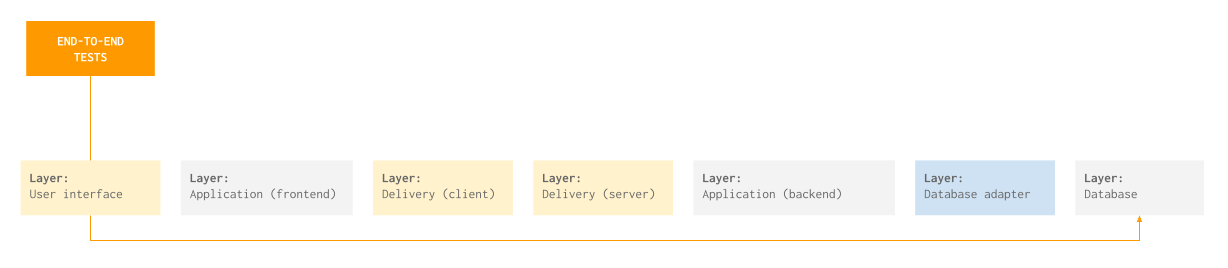 END-TO-END
TESTS
Layer:
User interface
Layer:
Application (frontend)
Layer:
Delivery (client)
Layer:
Delivery (server)
Layer:
Application (backend)
Layer:
Database adapter
Layer:
Database